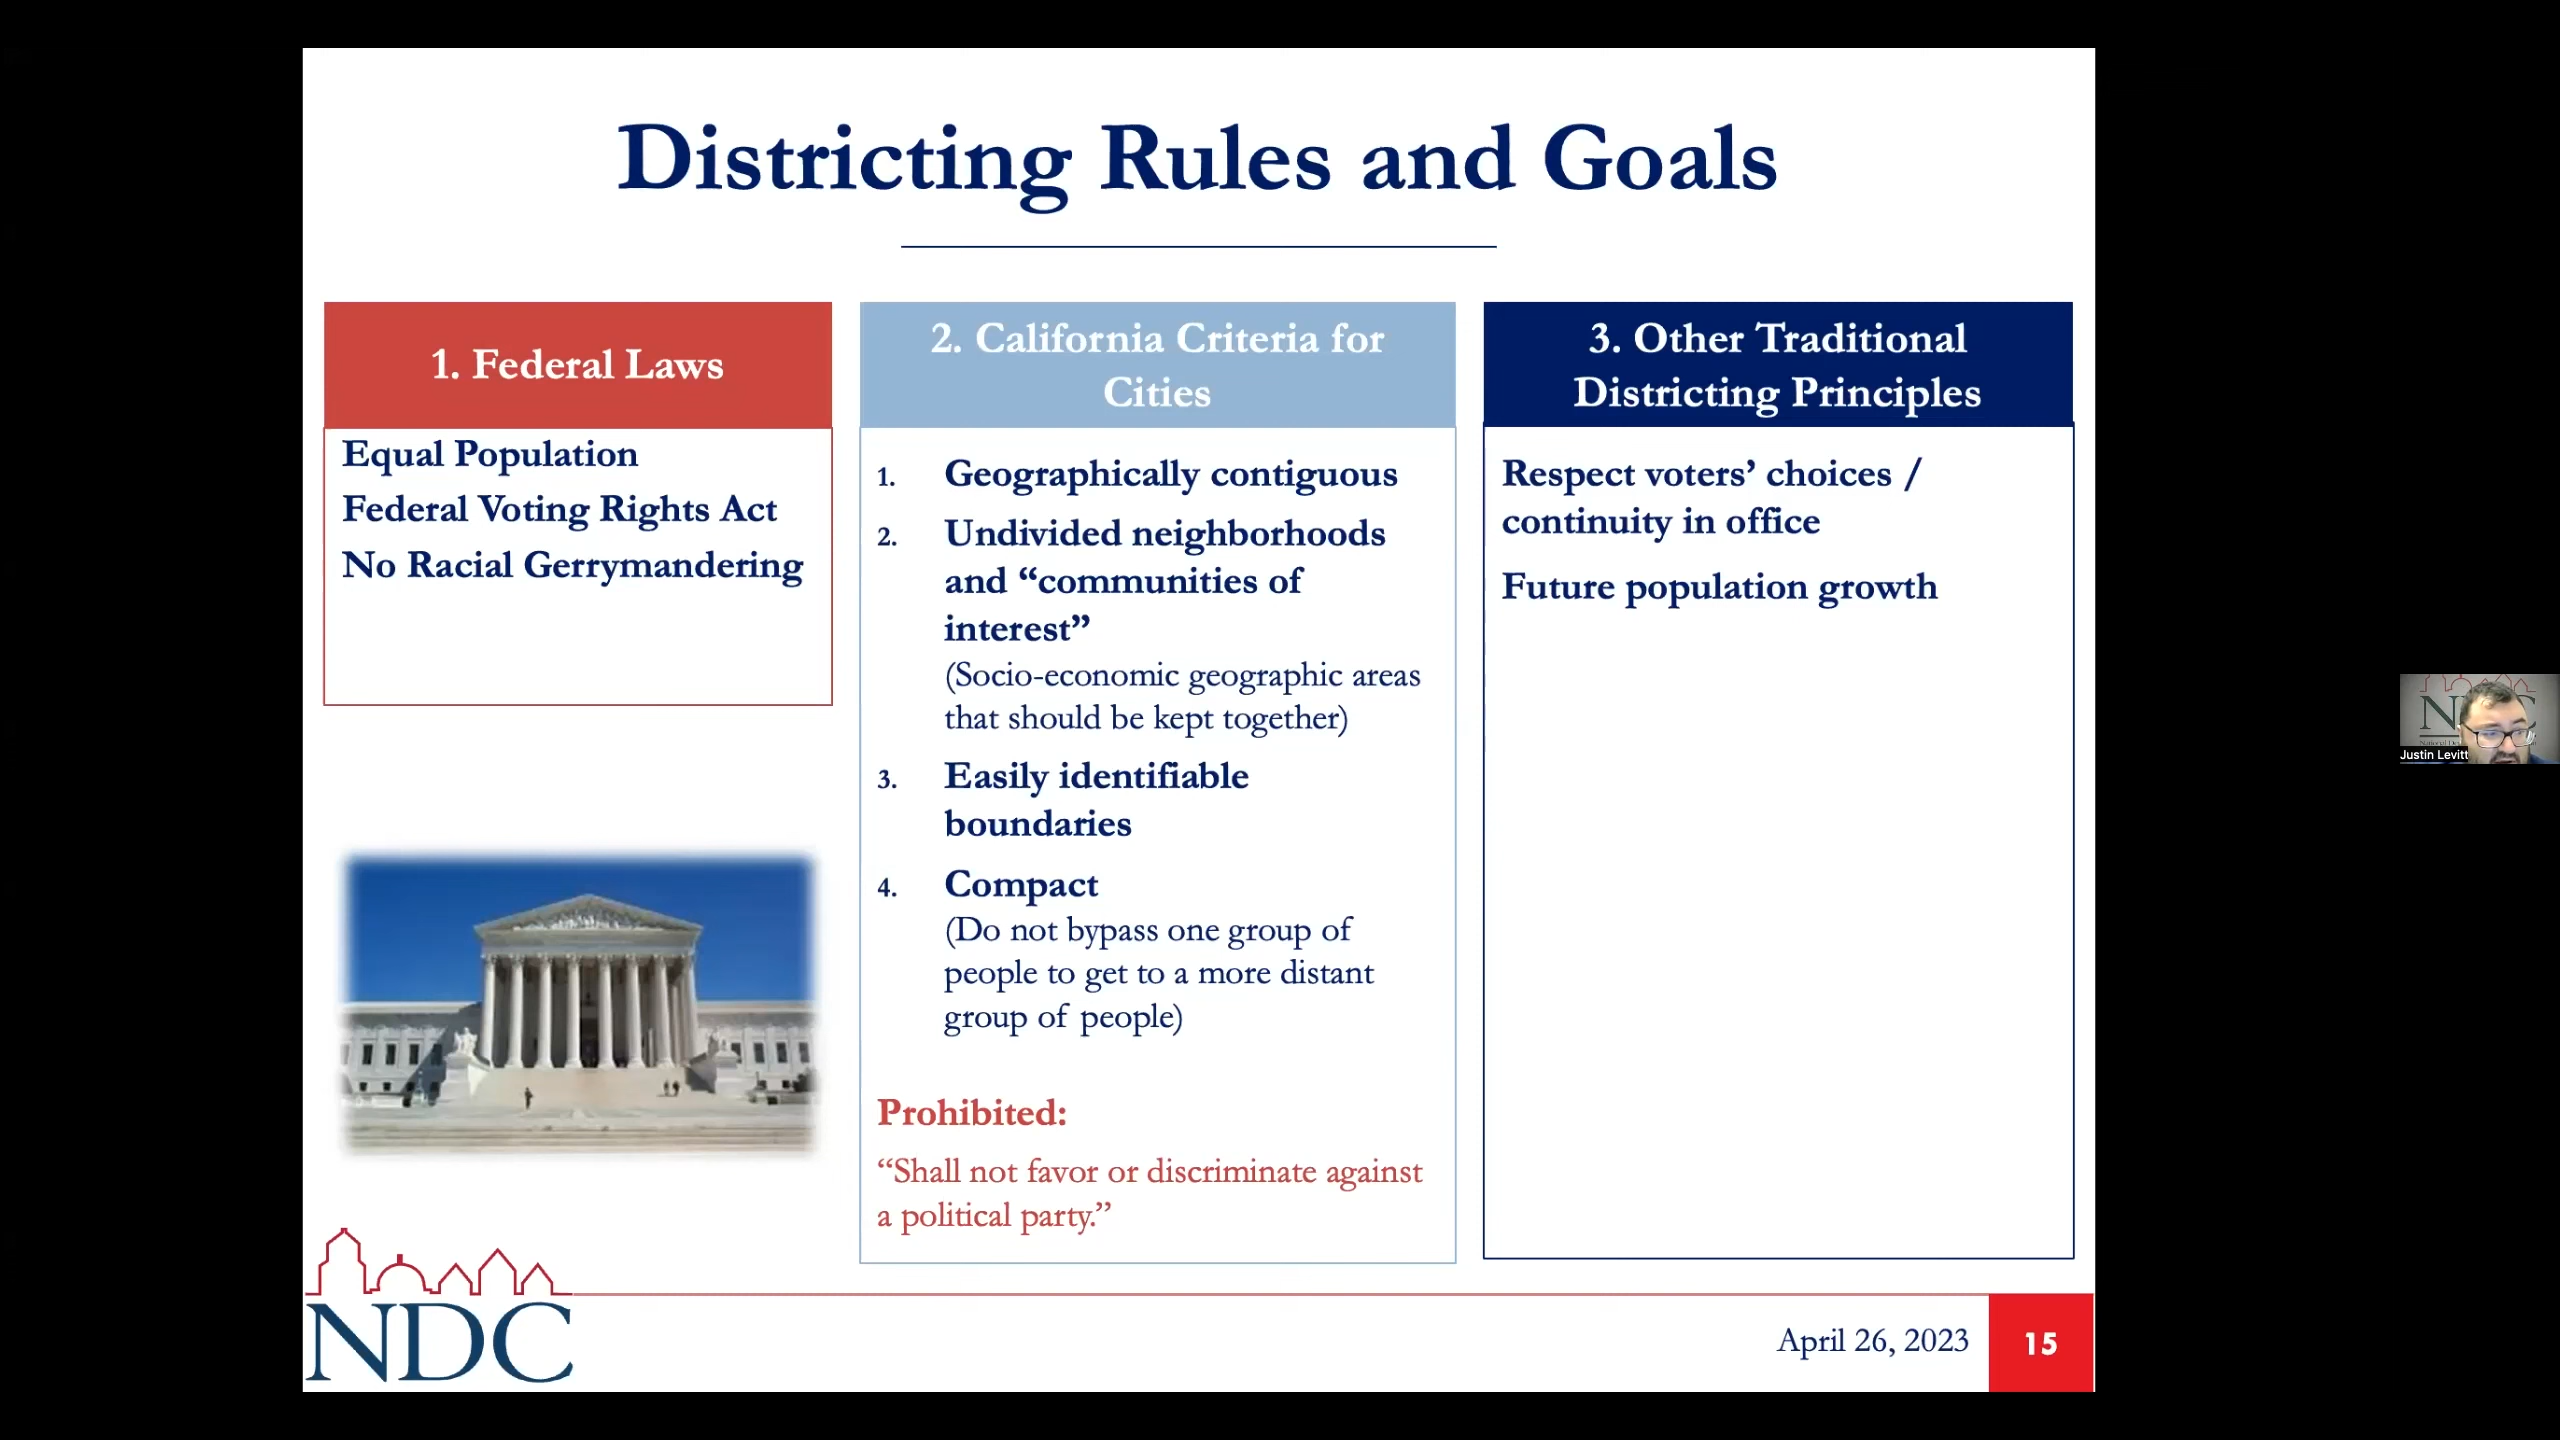 Districting Rules and Goals
1. Federal Laws
Equal Population
Federal Voting Rights Act
No Racial Gerrymandering
2. California Criteria for
Cities
1. Geographically contiguous
2. Undivided neighborhoods
and “communities of
interest”
(Socio-economic geographic areas
that should be kept together)
3. Easily identifiable
boundaries
4. Compact
(Do not bypass one group of
people to get to a more distant
group of people)
Prohibited:
“Shall not favor or discriminate against
a political party.”
3. Other Traditional
Districting Principles
Respect voters’ choices /
continuity in office
Future population growth
NDC
April 26, 2023
15
Justin Levitt